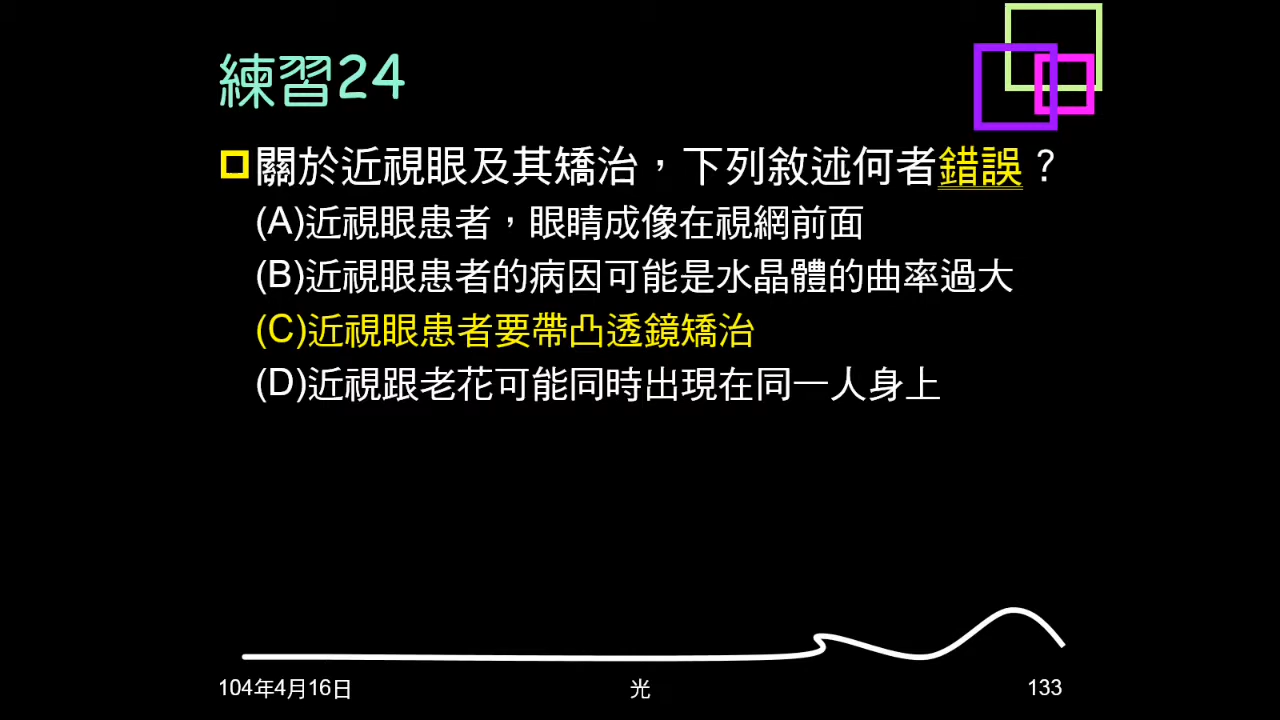 練習24
關於近視眼及其矯治，下列敘述何者錯誤？
(A)近視眼患者，眼睛成像在視網前面
(B)近視眼患者的病因可能是水晶體的曲率過大
(C)近視眼患者要帶凸透鏡矯治
(D)近視跟老花可能同時出現在同一人身上
104年4月16日
光
133